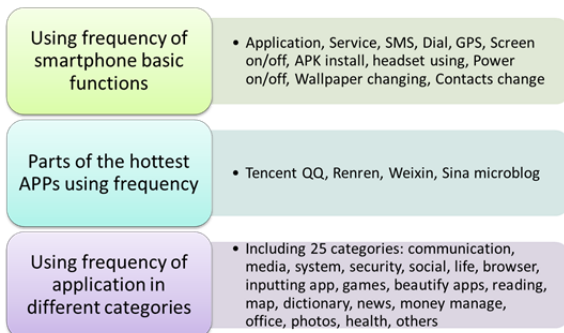 Using frequency of
smartphone basic
functions
• Application, Service, SMS, Dial, GPS, Screen
on/off, APK install, headset using, Power
on/off, Wallpaper changing, Contacts change
Parts of the hottest
APPs using frequency
• Tencent QQ, Renren, Weixin, Sina microblog
Using frequency of
application in
different categories
• Including 25 categories: communication,
media, system, security, social, life, browser,
inputting app, games, beautify apps, reading,
map, dictionary, news, money manage,
office, photos, health, others